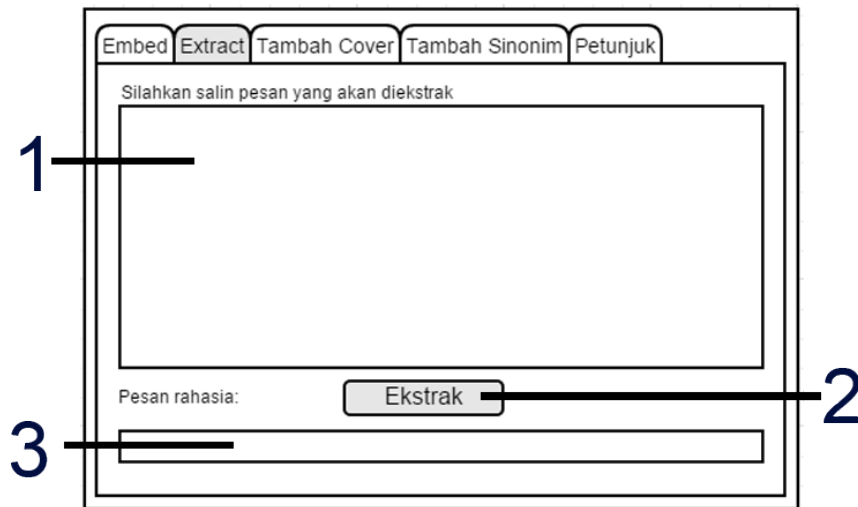 Embed Extract Tambah Cover Tambah Sinonim Petunjuk
Silahkan salin pesan yang akan diekstrak
1
Pesan rahasia: Ekstrak
2
3